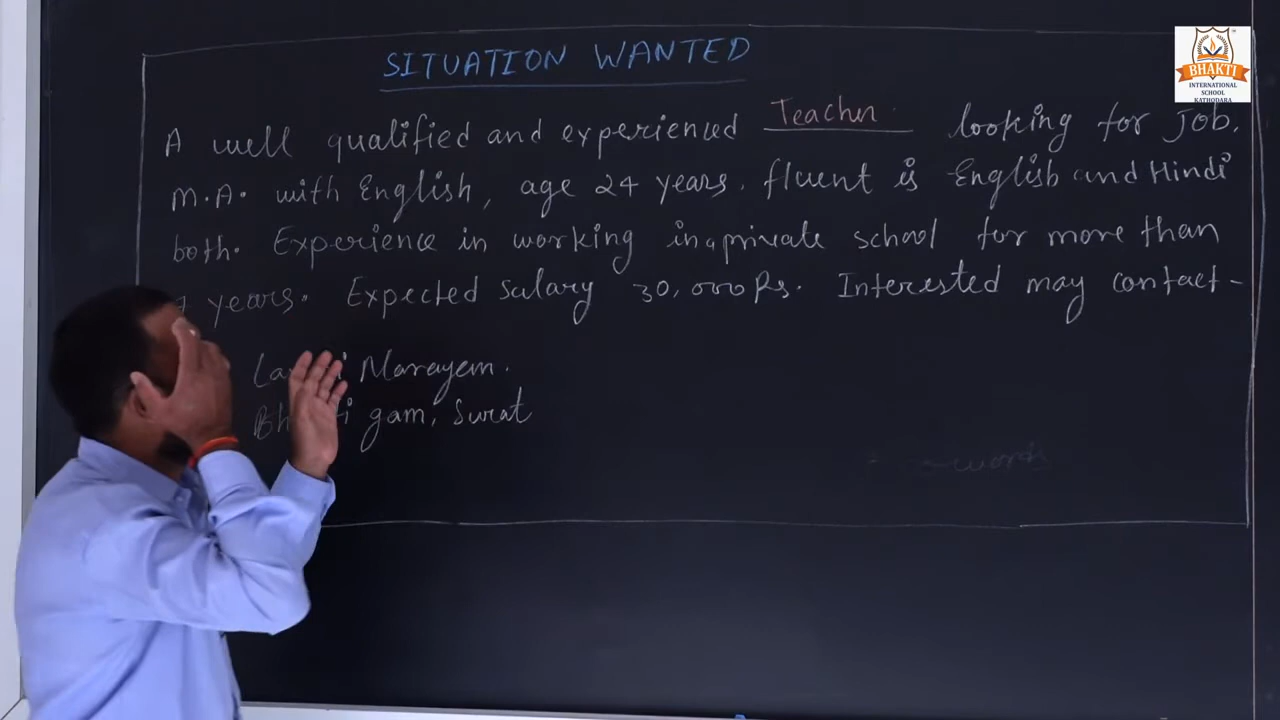 SITUATION WANTED
A well qualified and experienced Teacher looking for Job.
M.A. with English, age 24 years. fluent is English and Hindi
both. Experience in working in a private school for more than
years. Expected Salary 30,000 Rs. Interested may contact -
Narayan.
gam, Surat
BHAKTI
INTERNATIONAL
SCHOOL
KATHODARA